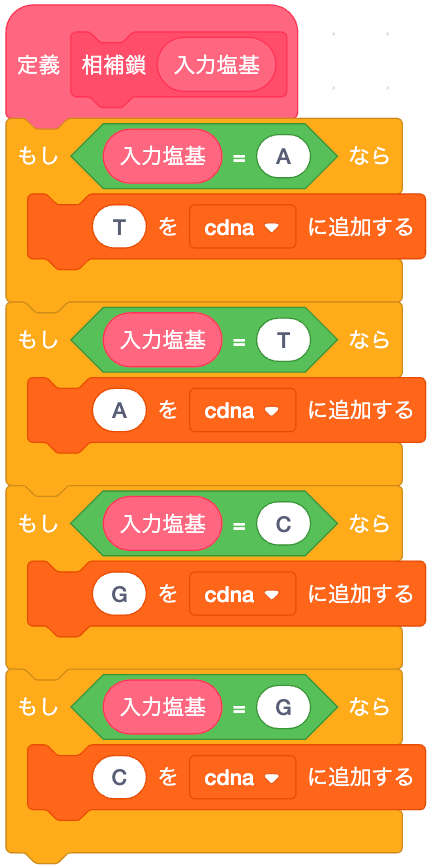 定義 相補鎖 入力塩基
もし 入力塩基 = A なら
T を cdna に追加する
もし 入力塩基 = T なら
A を cdna に追加する
もし 入力塩基 = C なら
G を cdna に追加する
もし 入力塩基 = G なら
C を cdna に追加する